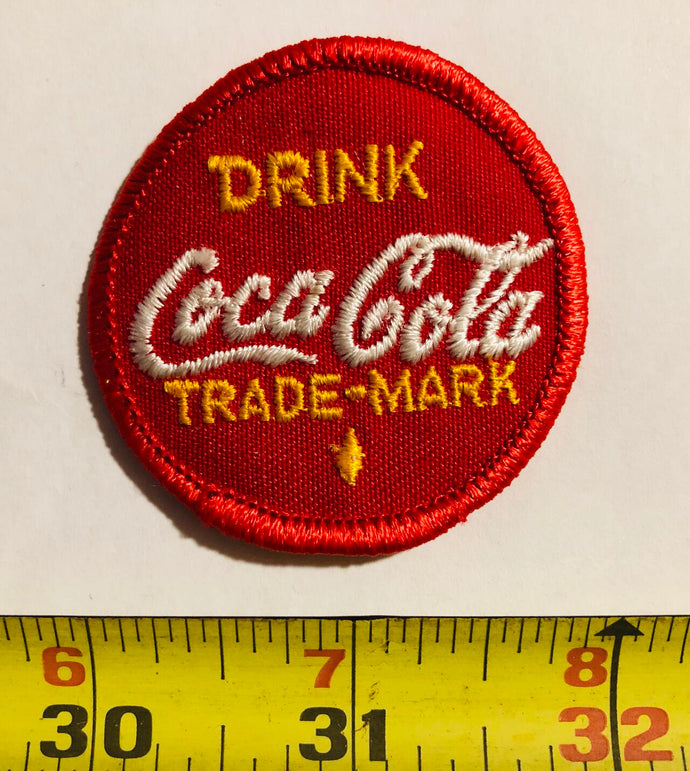 DRINK
Coca Cola
TRADE-MARK
6 7 8
30 31 32